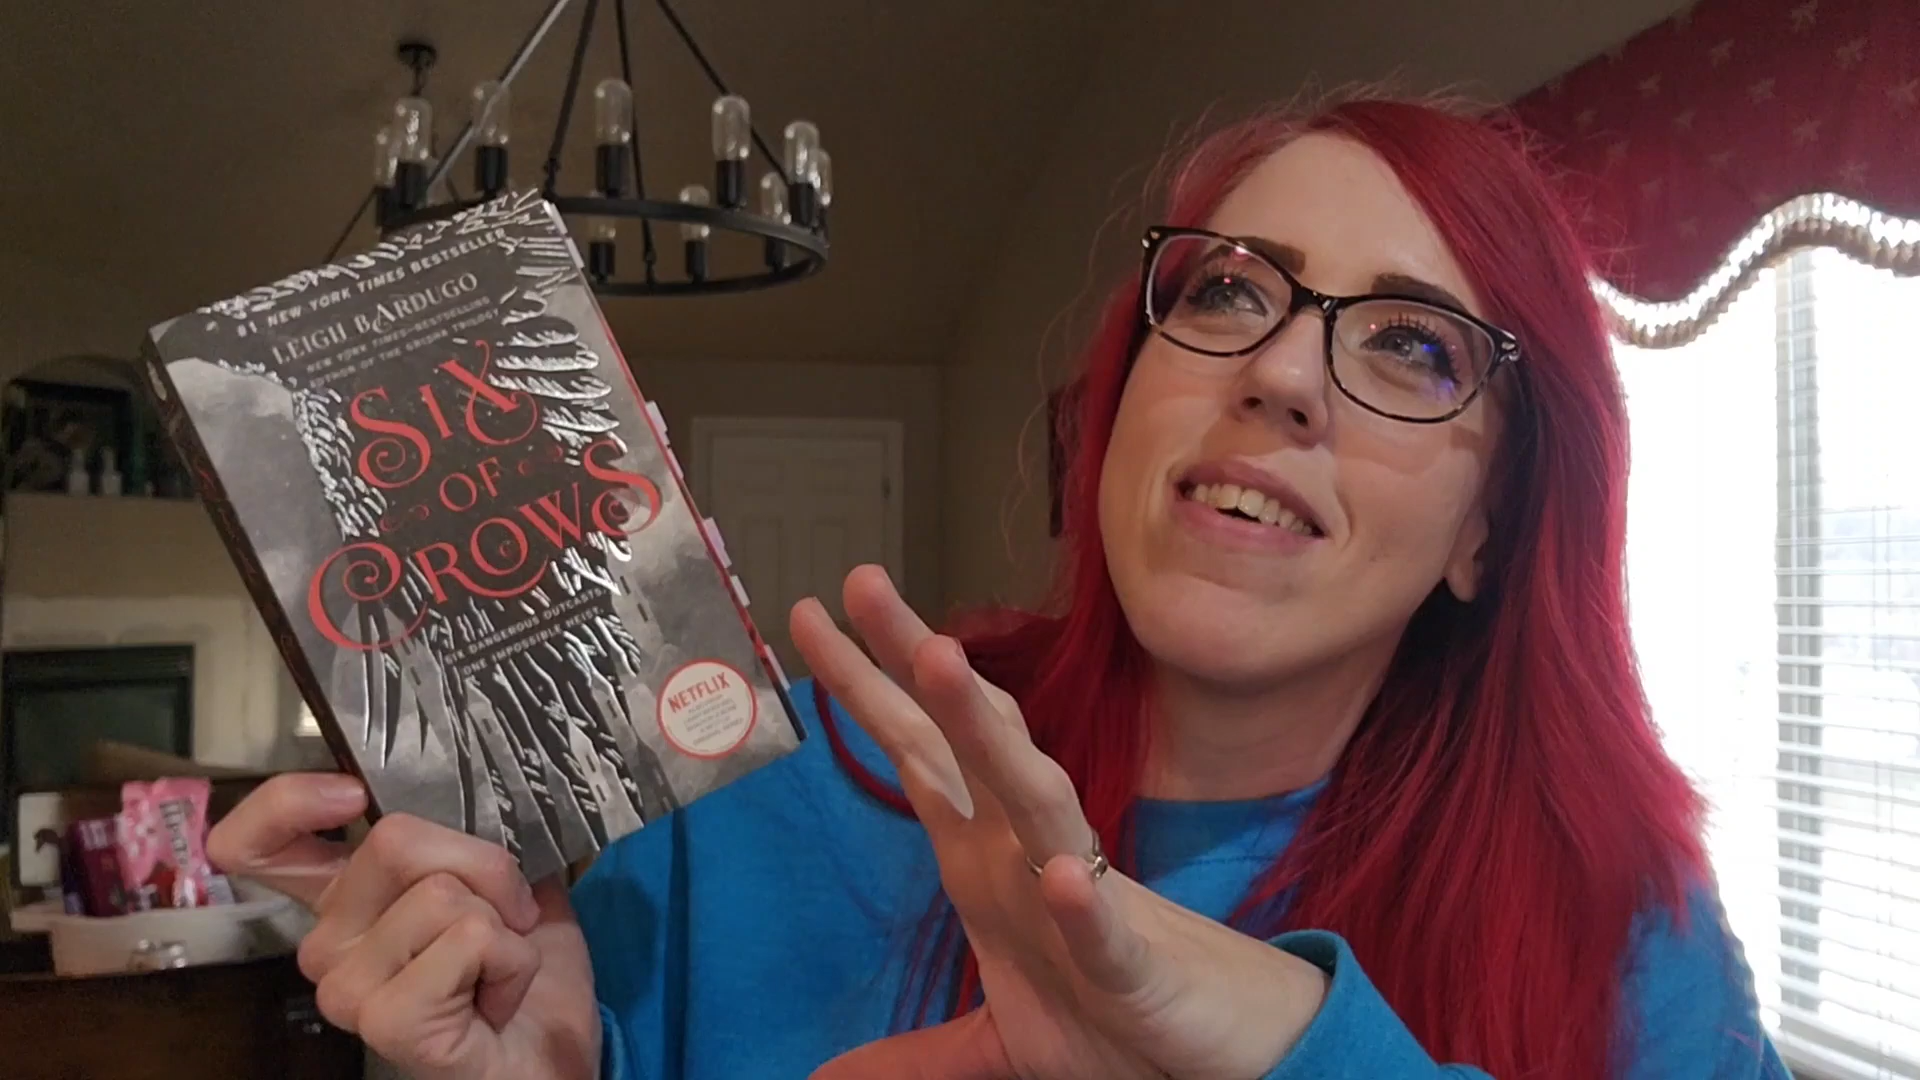 #1 NEW YORK TIMES BESTSELLER
LEIGH BARDUGO
NEW YORK TIMES–BESTSELLING
AUTHOR OF THE GRISHA TRILOGY
SIX
OF
CROWS
SIX DANGEROUS OUTCASTS.
ONE IMPOSSIBLE HEIST.
NETFLIX